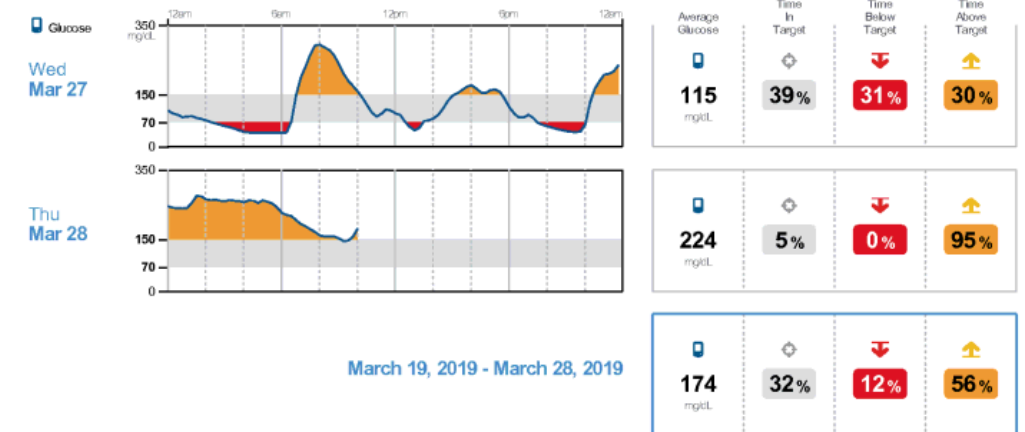 12am 6am 12pm 6pm 12am
Glucose
350
mg/dL
Wed
Mar 27
150
70
0
Average Glucose
Time In Target
Time Below Target
Time Above Target
115 39% 31% 30%
mg/dL
350
Thu
Mar 28
150
70
0
224 5% 0% 95%
mg/dL
March 19, 2019 - March 28, 2019
174 32% 12% 56%
mg/dL